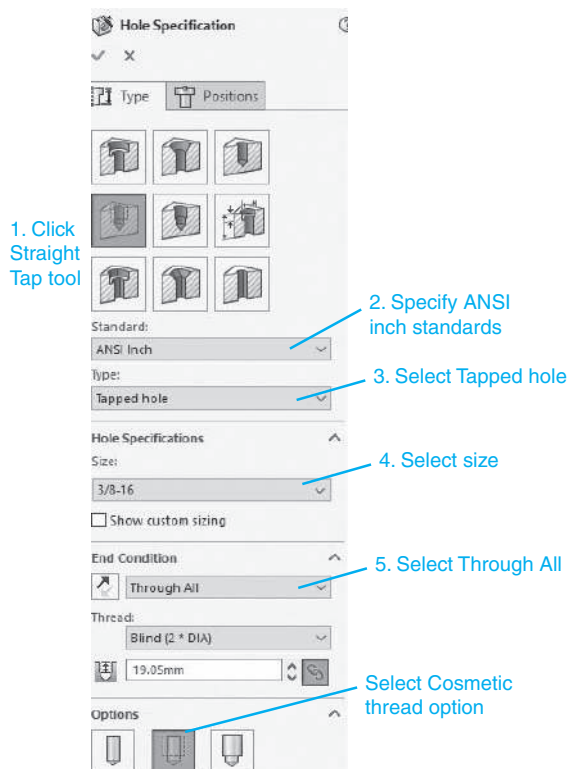 Hole Specification
Type
Positions
1. Click
Straight
Tap tool
Standard:
2. Specify ANSI
inch standards
ANSI Inch
Type:
3. Select Tapped hole
Tapped hole
Hole Specifications
Size:
4. Select size
3/8-16
Show custom sizing
End Condition
5. Select Through All
Through All
Thread:
Blind (2 * DIA)
19.05mm
Select Cosmetic
thread option
Options